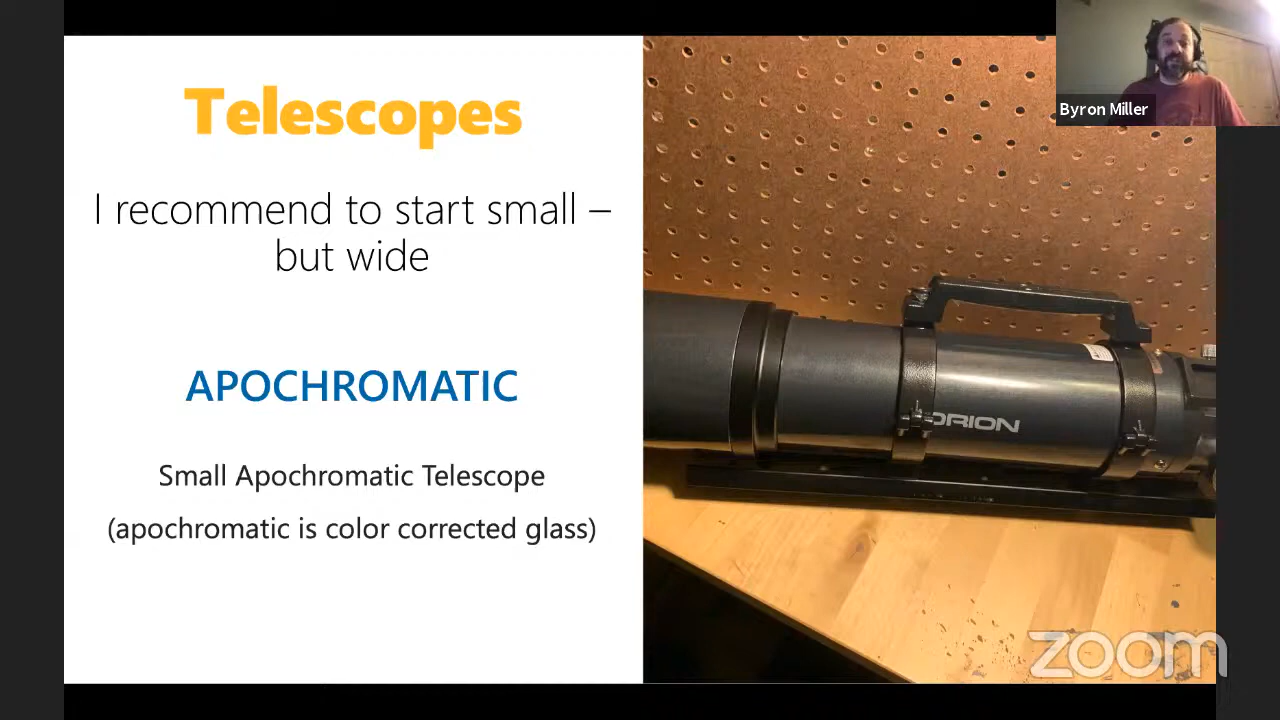 Telescopes
I recommend to start small –
but wide
APOCHROMATIC
Small Apochromatic Telescope
(apochromatic is color corrected glass)
Byron Miller
ORION
zoom